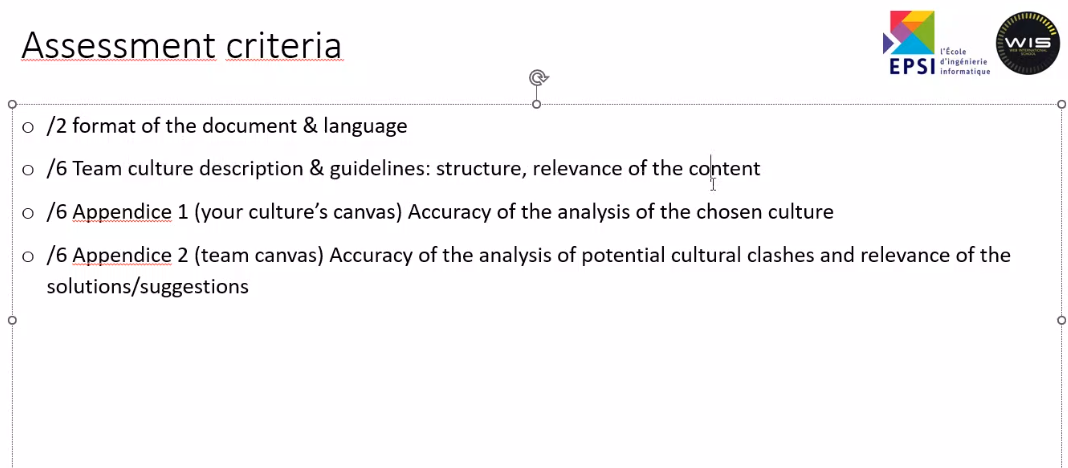 Assessment criteria
EPSI
l'École
d'ingénierie
informatique
WIS
o /2 format of the document & language
o /6 Team culture description & guidelines: structure, relevance of the content
o /6 Appendice 1 (your culture's canvas) Accuracy of the analysis of the chosen culture
o /6 Appendice 2 (team canvas) Accuracy of the analysis of potential cultural clashes and relevance of the
solutions/suggestions